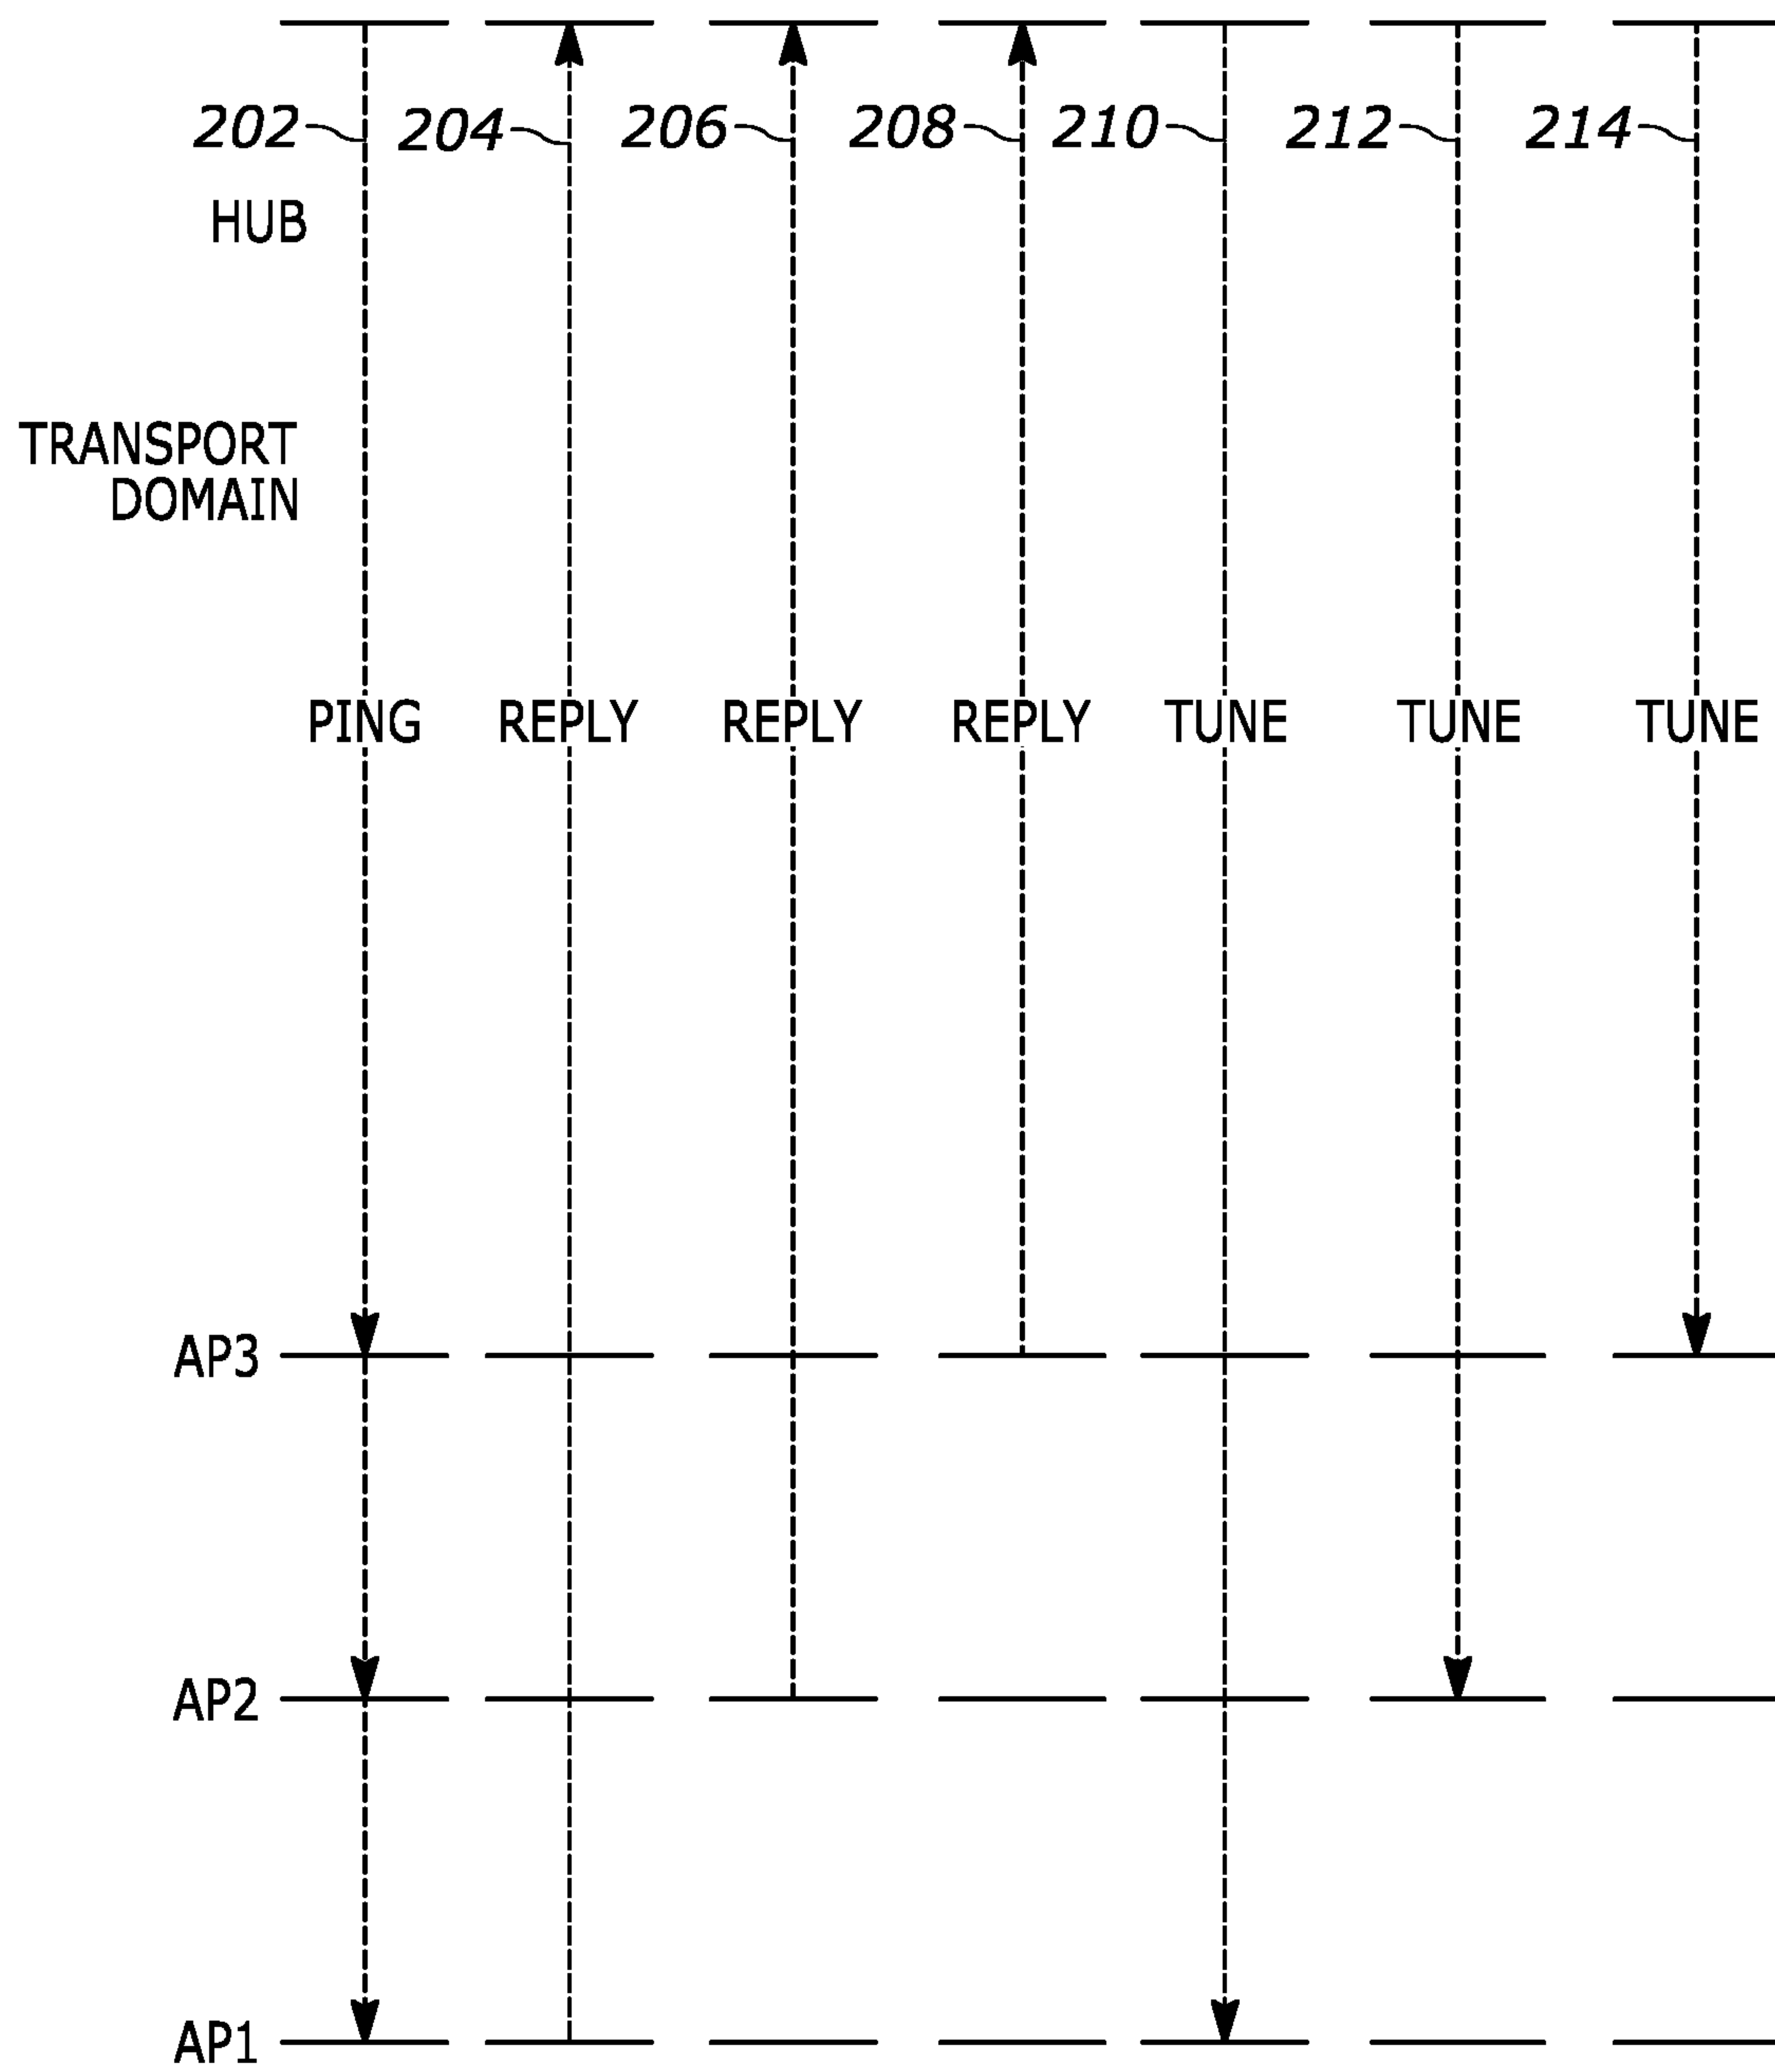 202 204 206 208 210 212 214
HUB
TRANSPORT
DOMAIN
PING REPLY REPLY REPLY TUNE TUNE TUNE
AP3
AP2
AP1